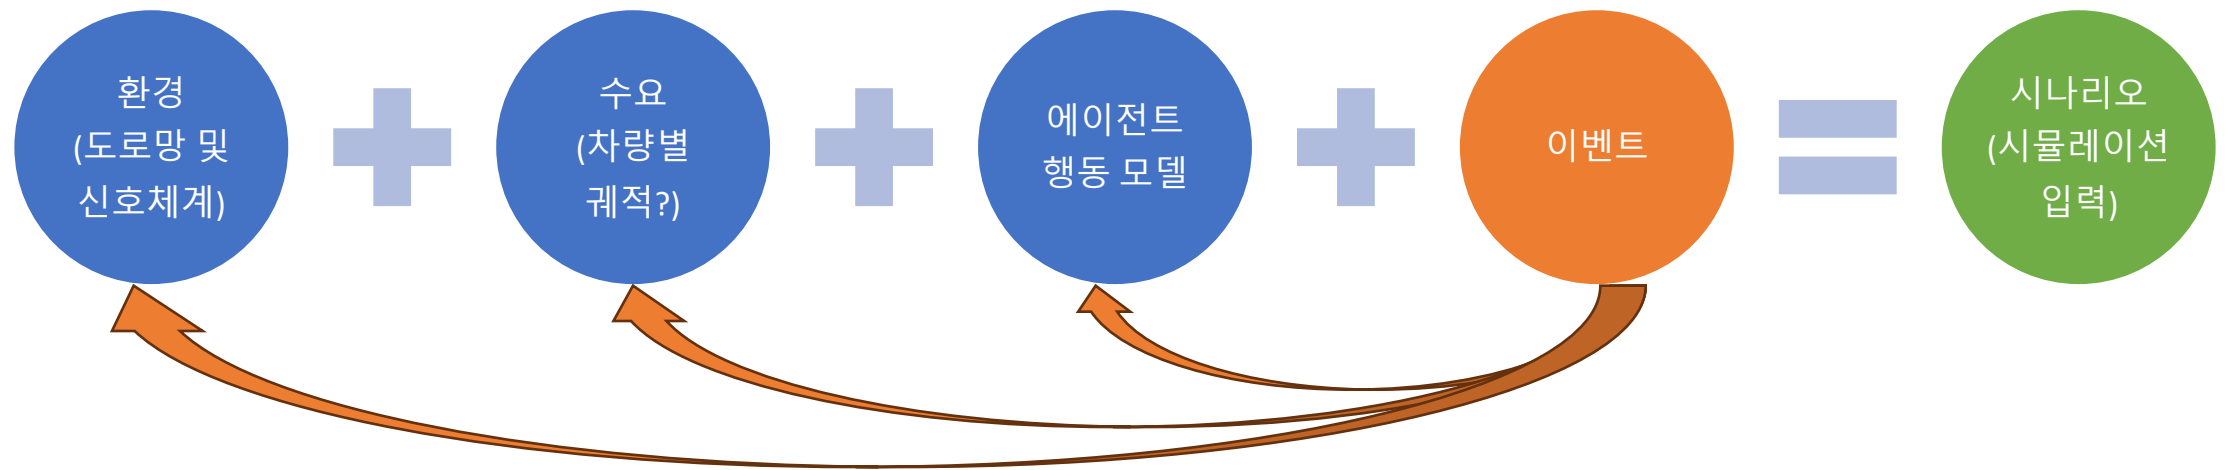 환경
(도로망 및
신호체계)
수요
(차량별
궤적?)
에이전트
행동 모델
이벤트
시나리오
(시뮬레이션
입력)